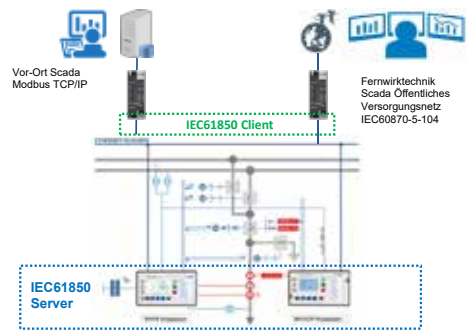 Vor-Ort Scada
Modbus TCP/IP
Fernwirktechnik
Scada Öffentliches
Versorgungsnetz
IEC60870-5-104
IEC61850 Client
IEC61850
Server